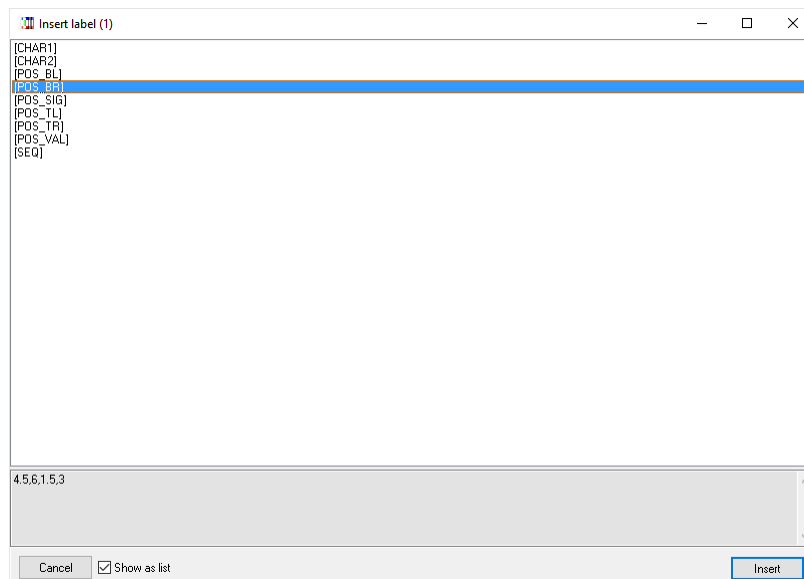 Insert label (1)
[CHAR1]
[CHAR2]
[POS_BL]
[POS_BR]
[POS_SIG]
[POS_TL]
[POS_TR]
[POS_VAL]
[SEQ]
4.5,6,1.5,3
Cancel
Show as list
Insert